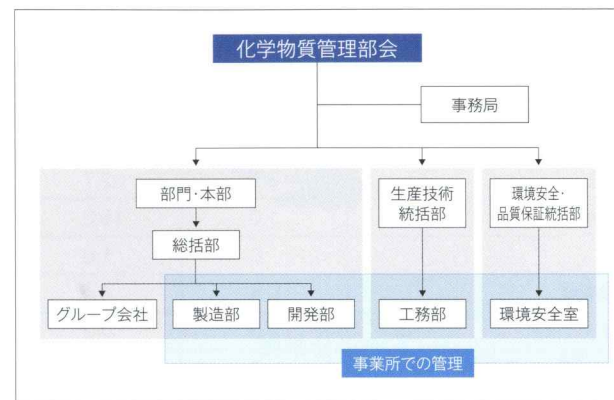 化学物質管理部会
事務局
部門・本部
生産技術
統括部
環境安全・
品質保証統括部
総括部
グループ会社
製造部
開発部
工務部
環境安全室
事業所での管理